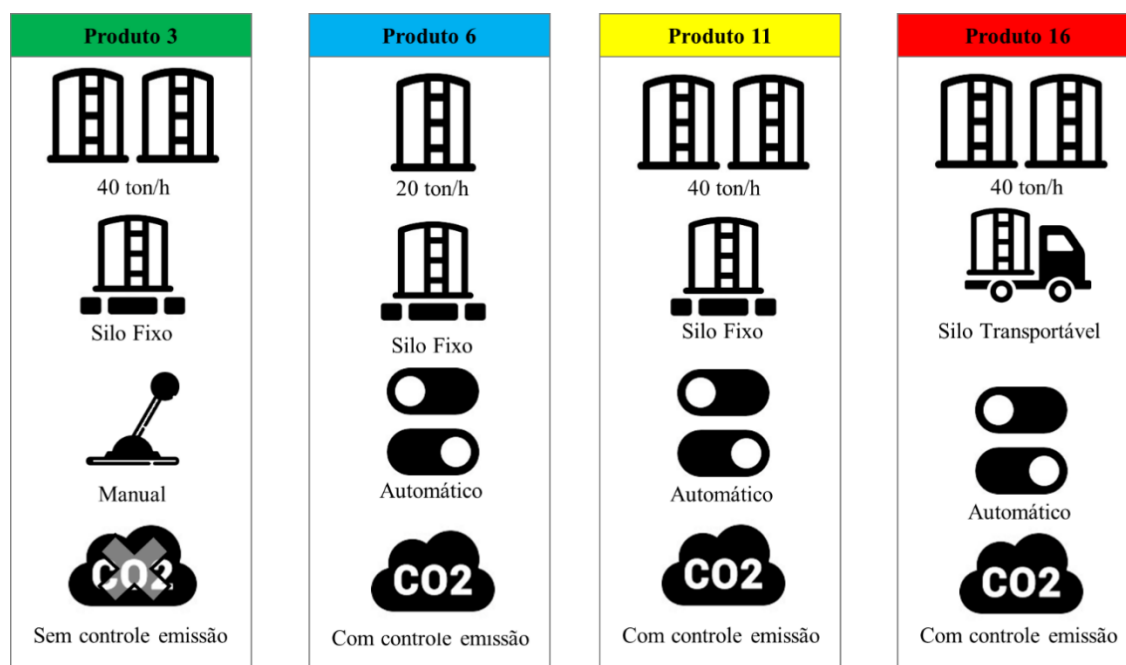 Produto 3
40 ton/h
Silo Fixo
Manual
CO2
Sem controle emissão
Produto 6
20 ton/h
Silo Fixo
Automático
CO2
Com controle emissão
Produto 11
40 ton/h
Silo Fixo
Automático
CO2
Com controle emissão
Produto 16
40 ton/h
Silo Transportável
Automático
CO2
Com controle emissão